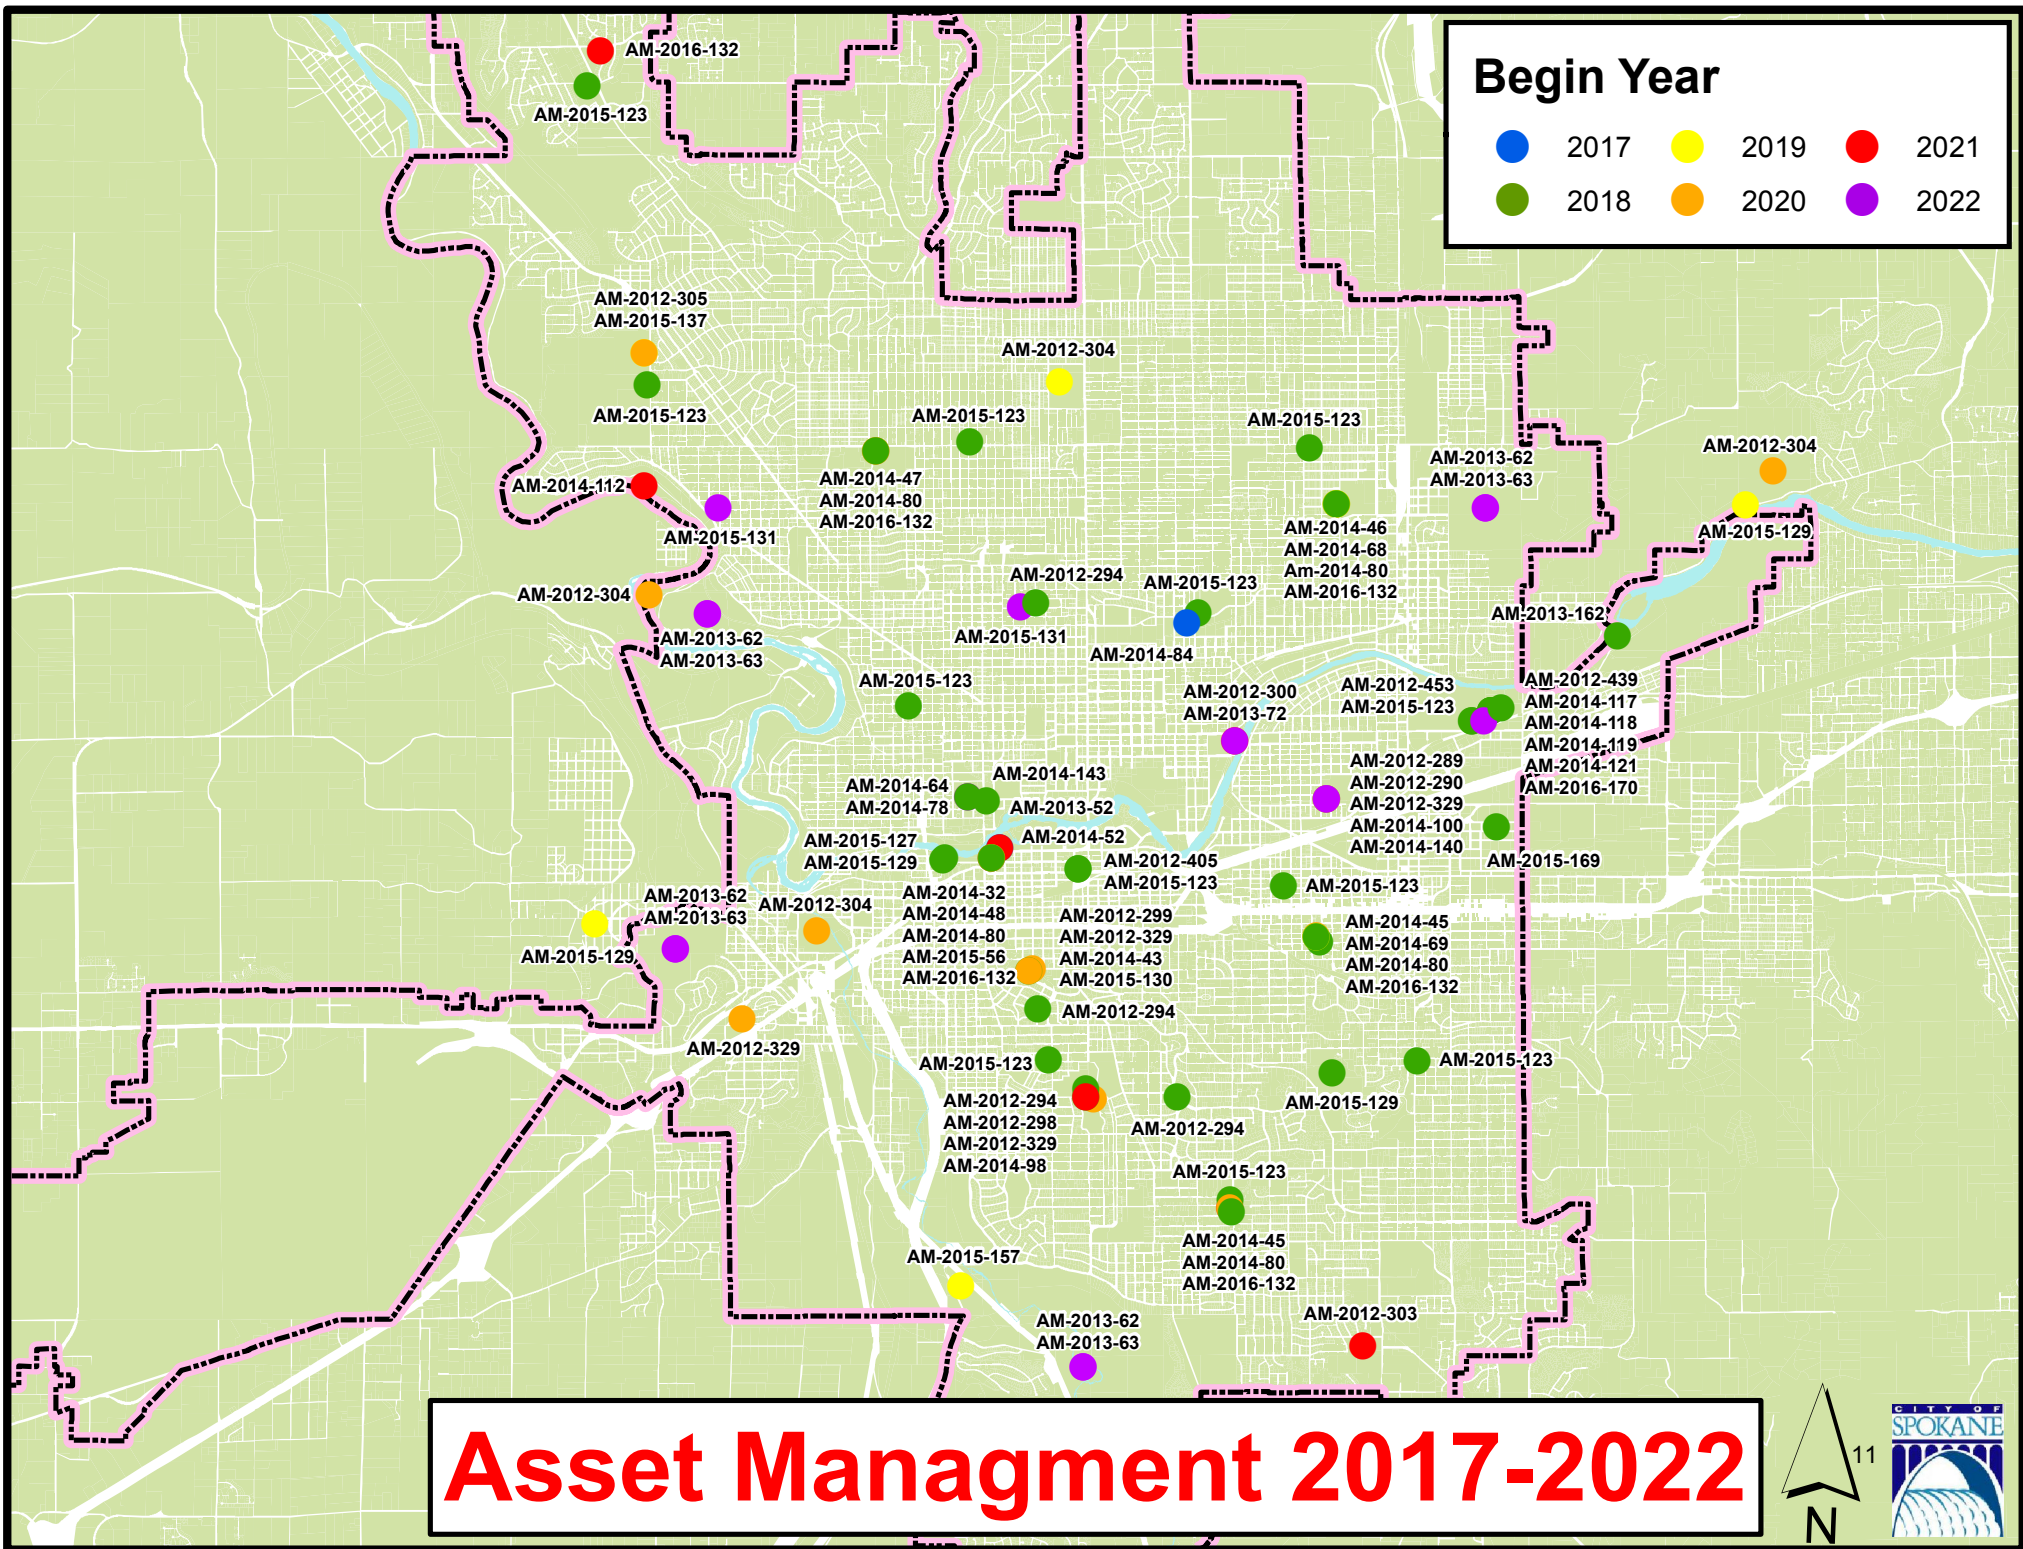 AM-2016-132
AM-2015-123
Begin Year
2017
2019
2021
2018
2020
2022
AM-2012-305
AM-2015-137
AM-2015-123
AM-2012-304
AM-2015-123
AM-2015-123
AM-2014-47
AM-2014-80
AM-2016-132
AM-2013-62
AM-2013-63
AM-2012-304
AM-2015-129
AM-2014-112
AM-2015-131
AM-2014-46
AM-2014-68
Am-2014-80
AM-2016-132
AM-2012-294
AM-2015-131
AM-2015-123
AM-2014-84
AM-2012-304
AM-2013-62
AM-2013-63
AM-2013-162
AM-2015-123
AM-2012-300
AM-2013-72
AM-2012-453
AM-2015-123
AM-2012-439
AM-2014-117
AM-2014-118
AM-2014-119
AM-2014-121
AM-2016-170
AM-2014-64
AM-2014-78
AM-2014-143
AM-2013-52
AM-2014-52
AM-2012-289
AM-2012-290
AM-2012-329
AM-2014-100
AM-2014-140
AM-2015-169
AM-2015-127
AM-2015-129
AM-2012-405
AM-2015-123
AM-2015-123
AM-2013-62
AM-2013-63
AM-2015-129
AM-2012-304
AM-2014-32
AM-2014-48
AM-2014-80
AM-2015-56
AM-2016-132
AM-2012-299
AM-2012-329
AM-2014-43
AM-2015-130
AM-2014-45
AM-2014-69
AM-2014-80
AM-2016-132
AM-2012-294
AM-2012-329
AM-2015-123
AM-2015-123
AM-2015-129
AM-2012-294
AM-2012-298
AM-2012-329
AM-2014-98
AM-2012-294
AM-2015-123
AM-2014-45
AM-2014-80
AM-2016-132
AM-2015-157
AM-2013-62
AM-2013-63
AM-2012-303
Asset Managment 2017-2022
N
11
CITY OF
SPOKANE